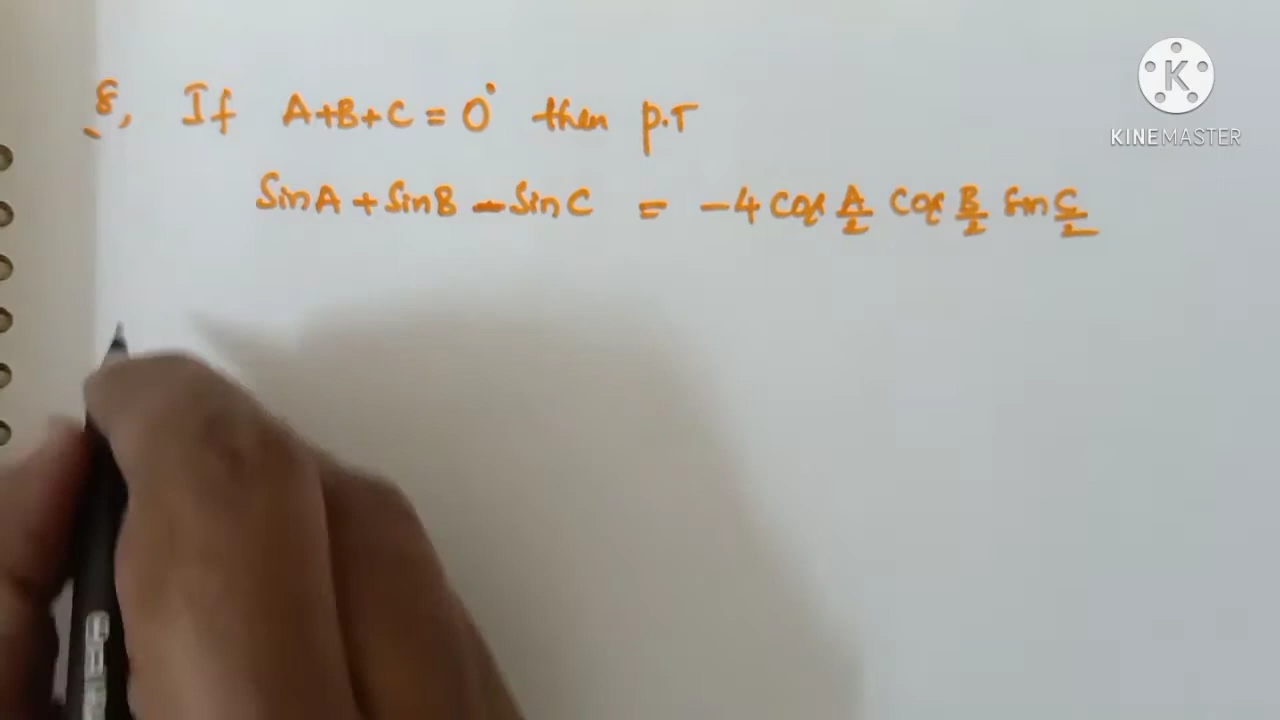 8, If A+B+C = 0° then p.T
SinA + SinB - SinC = -4 Cos A/2 Cos B/2 Sin C/2
KINEMASTER